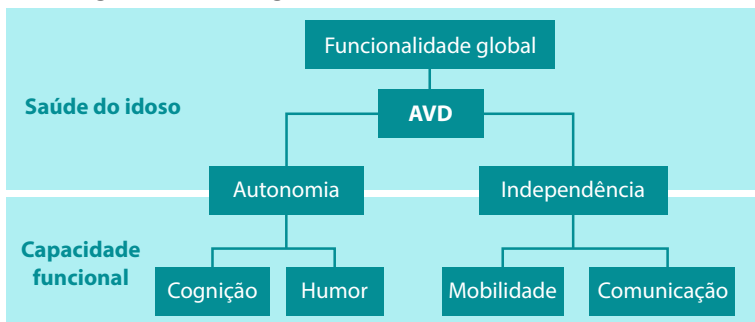 Funcionalidade global
Saúde do idoso
AVD
Autonomia
Independência
Capacidade
funcional
Cognição
Humor
Mobilidade
Comunicação